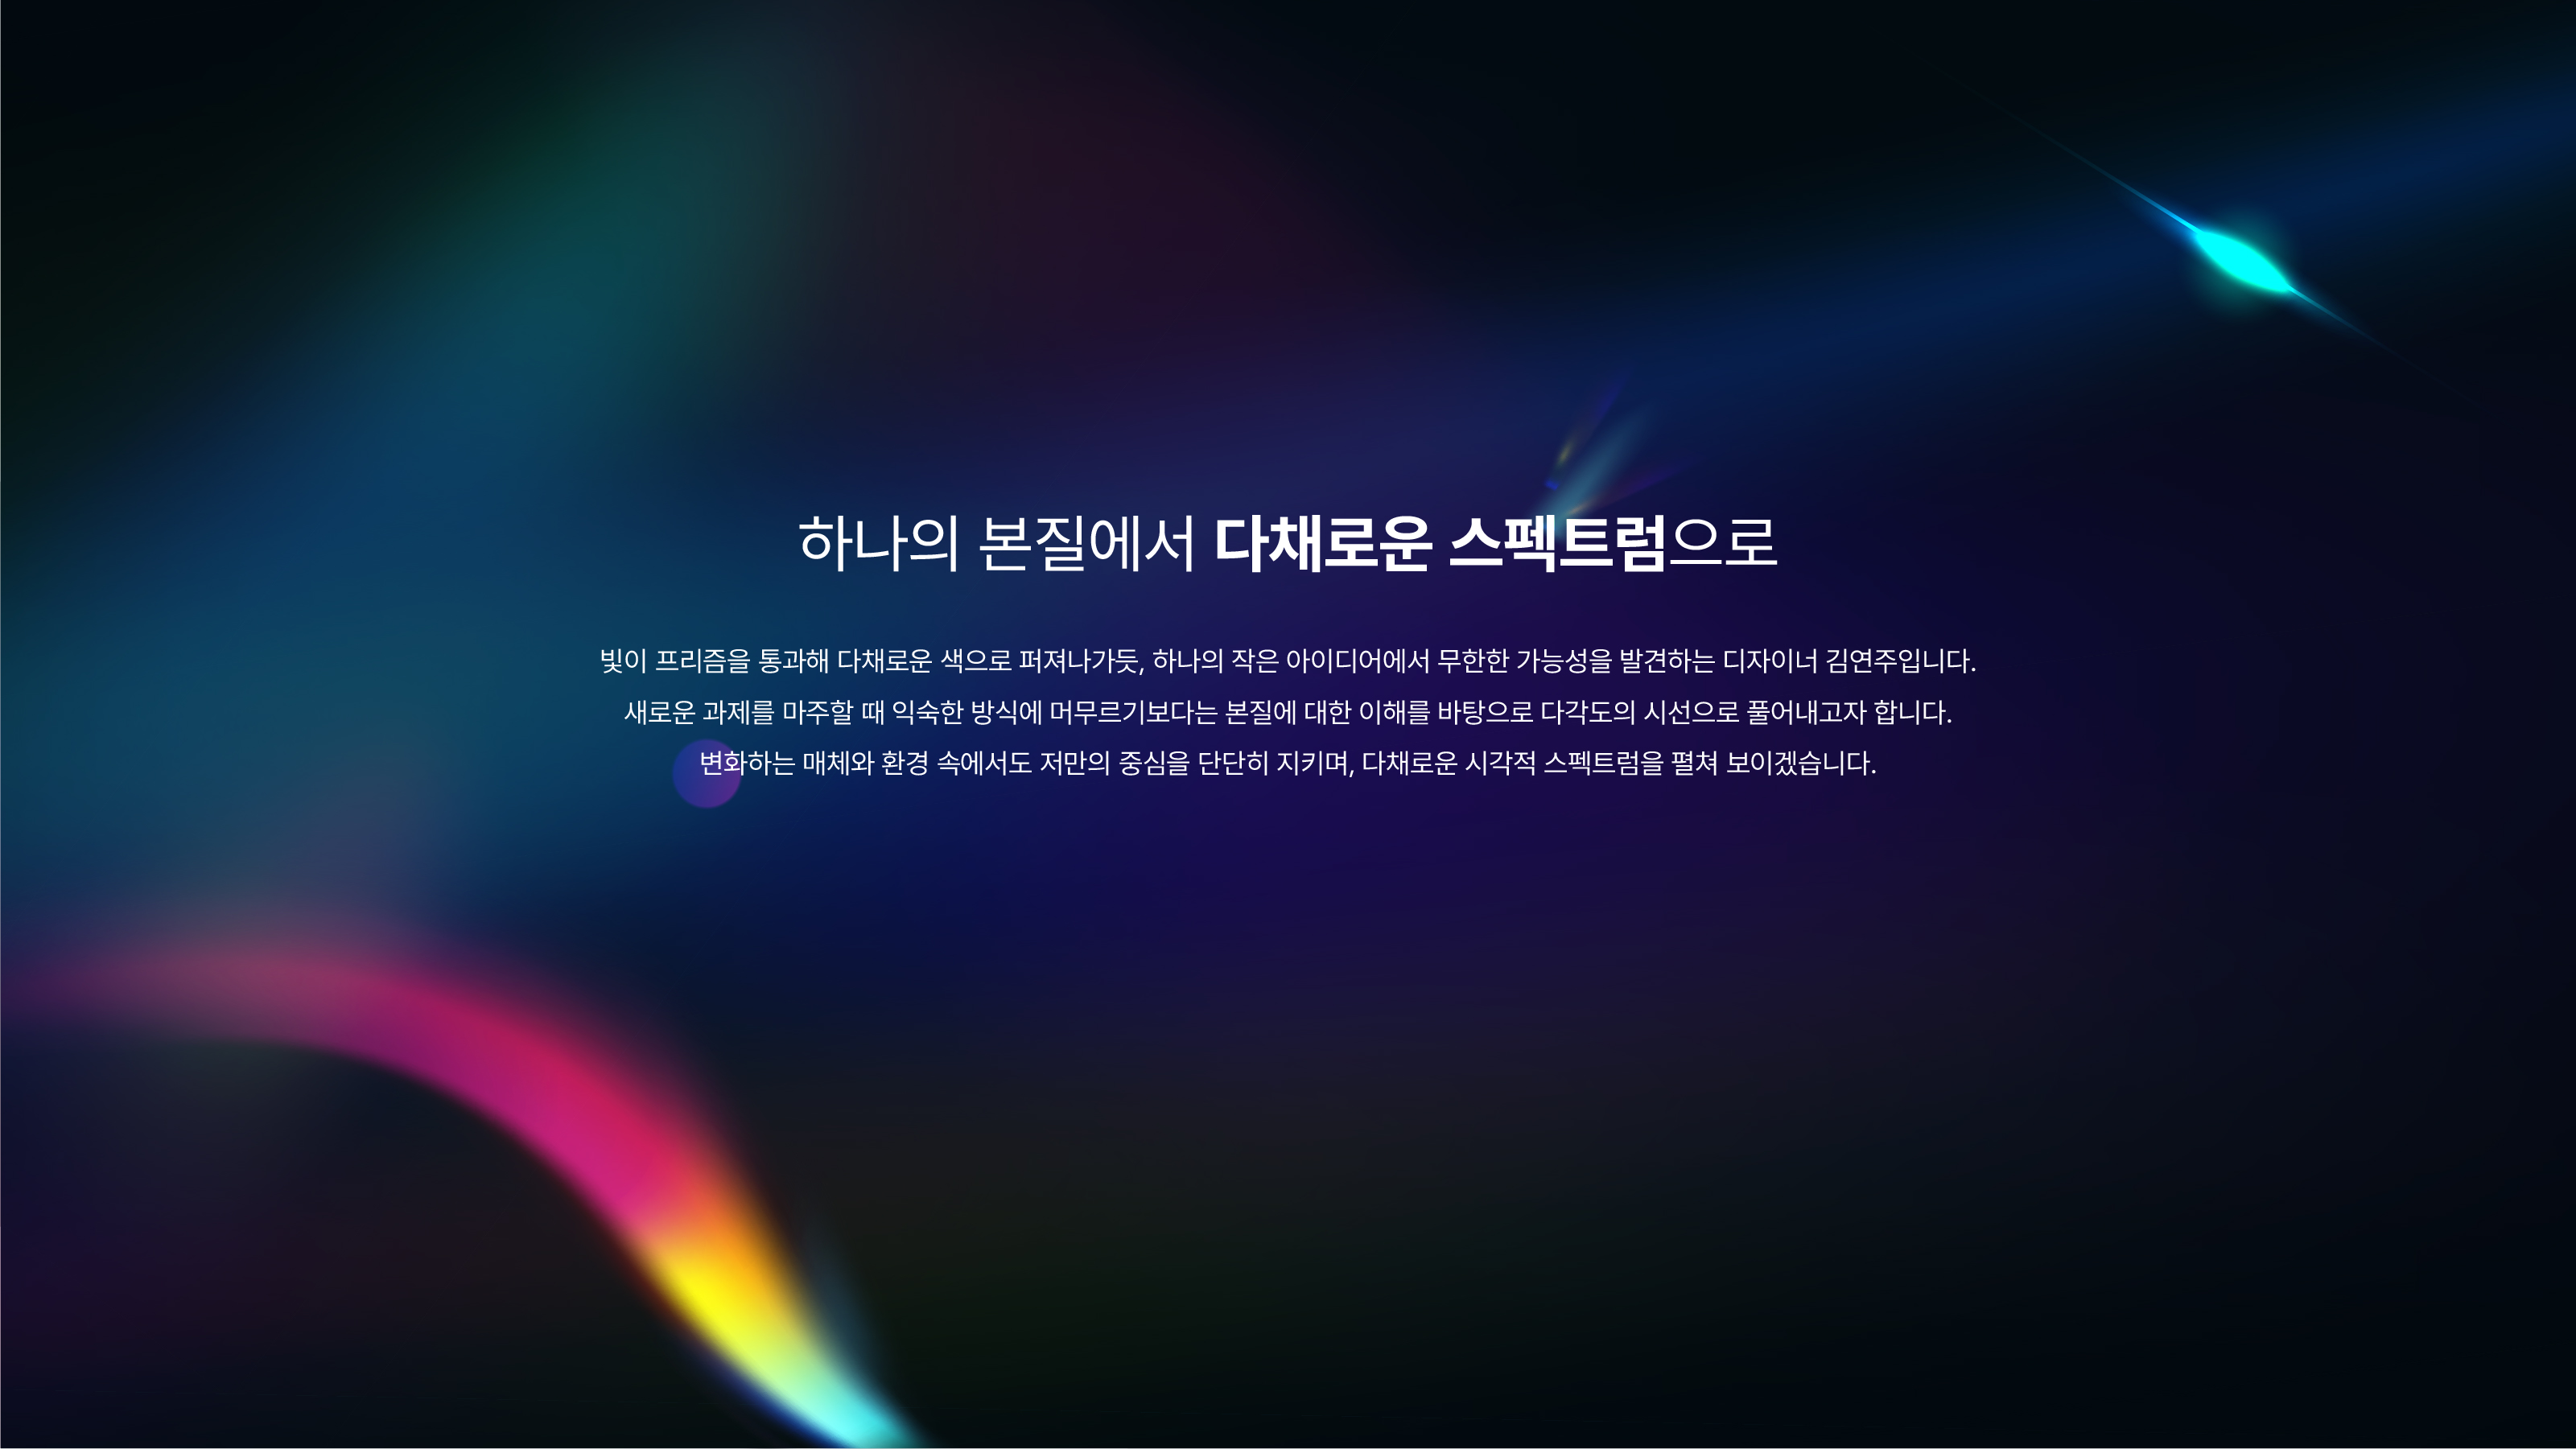 하나의 본질에서 다채로운 스펙트럼으로
빛이 프리즘을 통과해 다채로운 색으로 퍼져나가듯, 하나의 작은 아이디어에서 무한한 가능성을 발견하는 디자이너 김연주입니다.
새로운 과제를 마주할 때 익숙한 방식에 머무르기보다는 본질에 대한 이해를 바탕으로 다각도의 시선으로 풀어내고자 합니다.
변화하는 매체와 환경 속에서도 저만의 중심을 단단히 지키며, 다채로운 시각적 스펙트럼을 펼쳐 보이겠습니다.